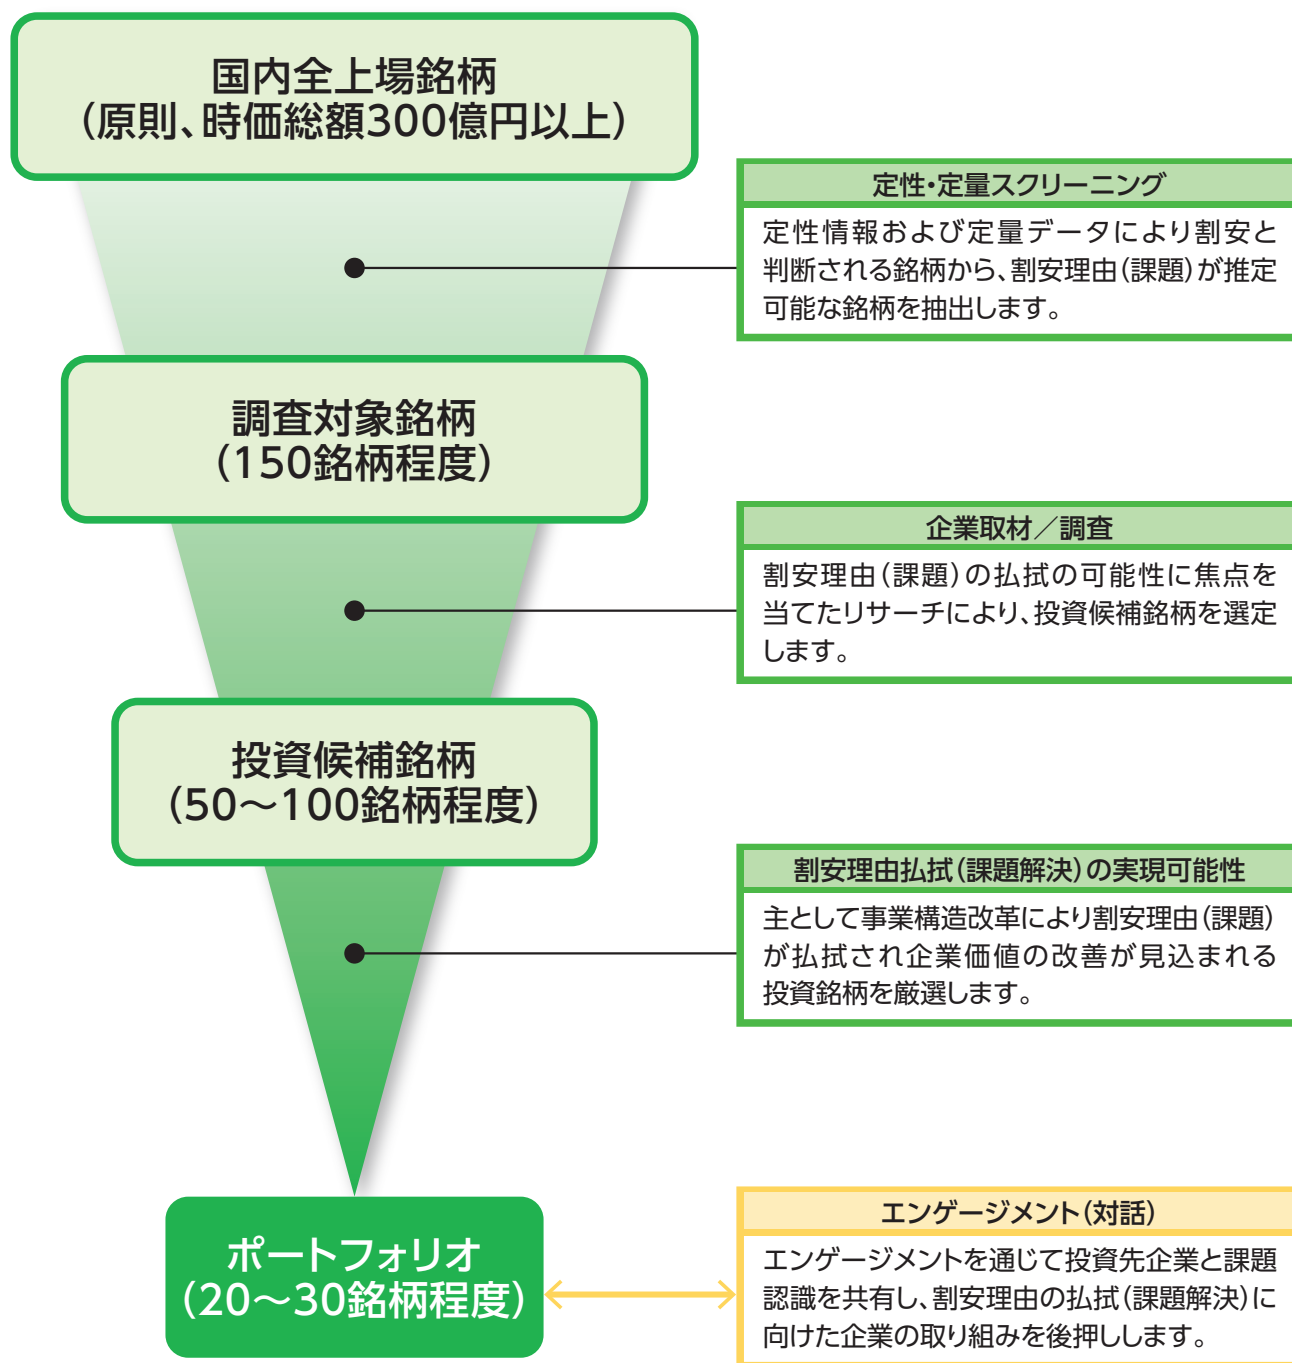 国内全上場銘柄
（原則、時価総額300億円以上）
定性・定量スクリーニング
定性情報および定量データにより割安と
判断される銘柄から、割安理由（課題）が推定
可能な銘柄を抽出します。
調査対象銘柄
（150銘柄程度）
企業取材／調査
割安理由（課題）の払拭の可能性に焦点を
当てたリサーチにより、投資候補銘柄を選定
します。
投資候補銘柄
（50～100銘柄程度）
割安理由払拭（課題解決）の実現可能性
主として事業構造改革により割安理由（課題）
が払拭され企業価値の改善が見込まれる
投資銘柄を厳選します。
ポートフォリオ
（20～30銘柄程度）
エンゲージメント（対話）
エンゲージメントを通じて投資先企業と課題
認識を共有し、割安理由の払拭（課題解決）に
向けた企業の取り組みを後押しします。